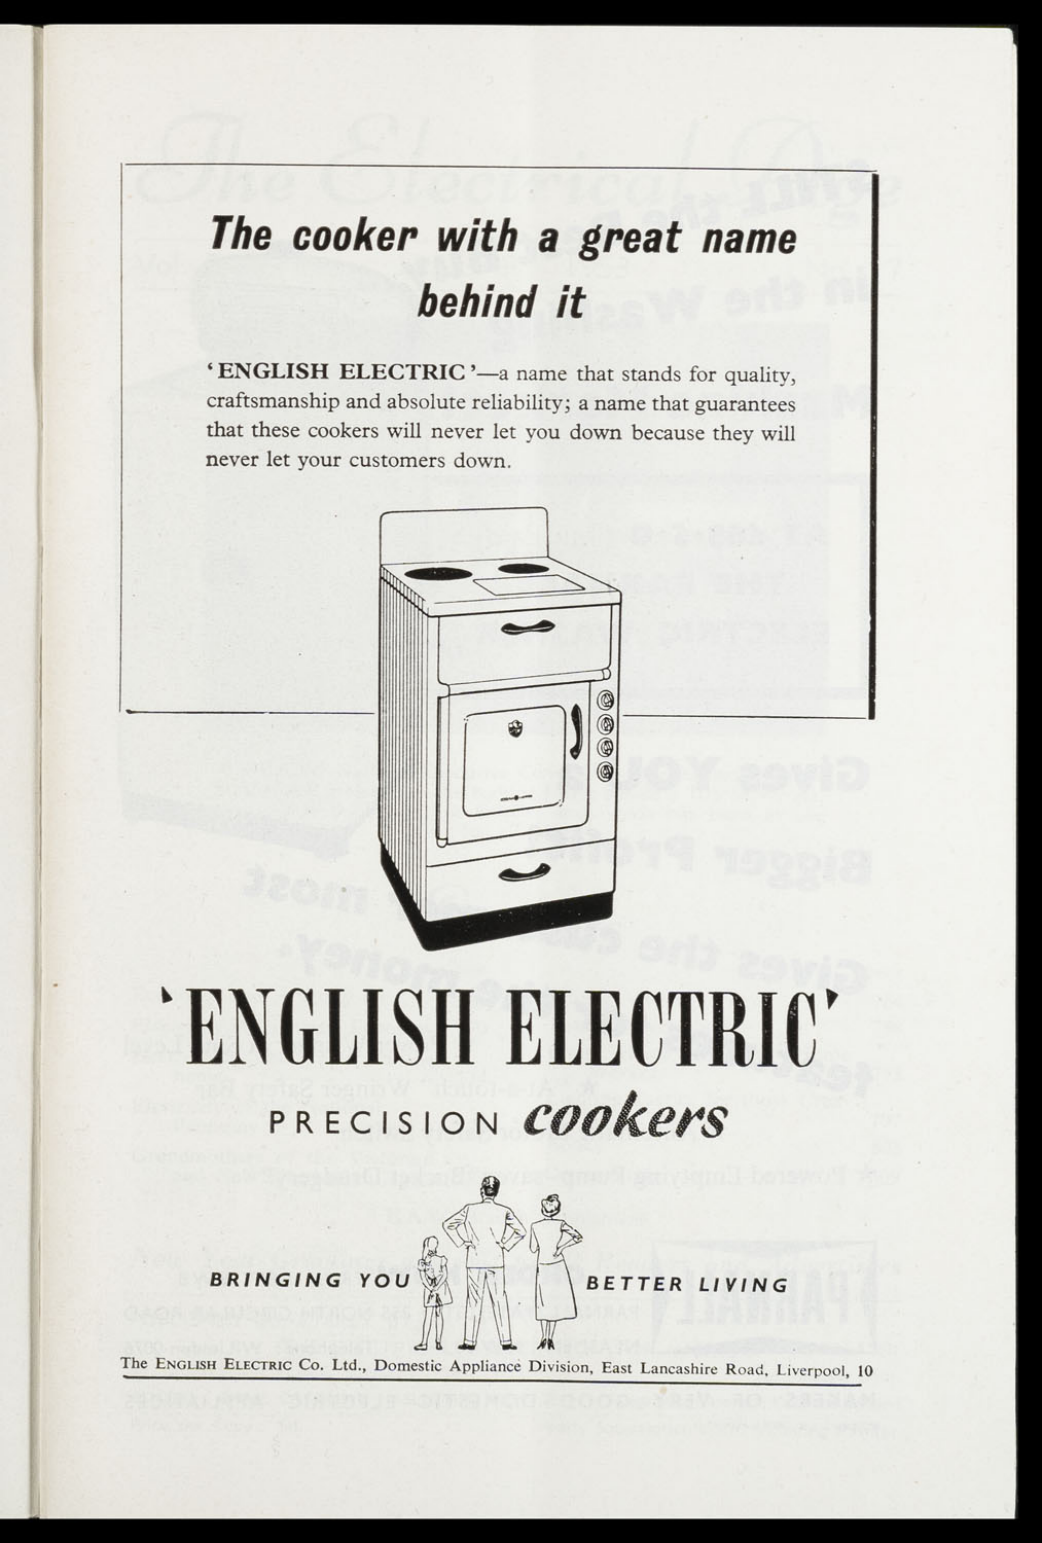 The cooker with a great name
behind it
‘ENGLISH ELECTRIC’—a name that stands for quality,
craftsmanship and absolute reliability; a name that guarantees
that these cookers will never let you down because they will
never let your customers down.
‘ENGLISH ELECTRIC’
PRECISION cookers
BRINGING YOU BETTER LIVING
The ENGLISH ELECTRIC Co. Ltd., Domestic Appliance Division, East Lancashire Road, Liverpool, 10